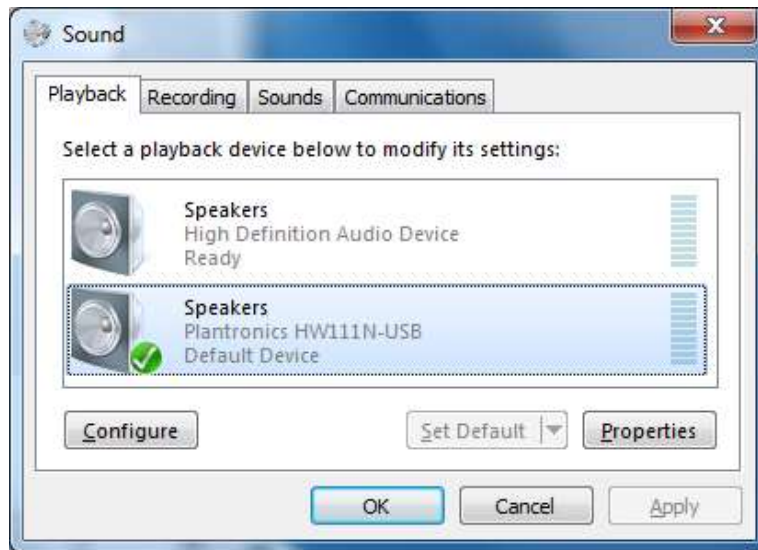 Sound
Playback Recording Sounds Communications
Select a playback device below to modify its settings:
Speakers
High Definition Audio Device
Ready
Speakers
Plantronics HW111N-USB
Default Device
Configure Set Default Properties
OK Cancel Apply